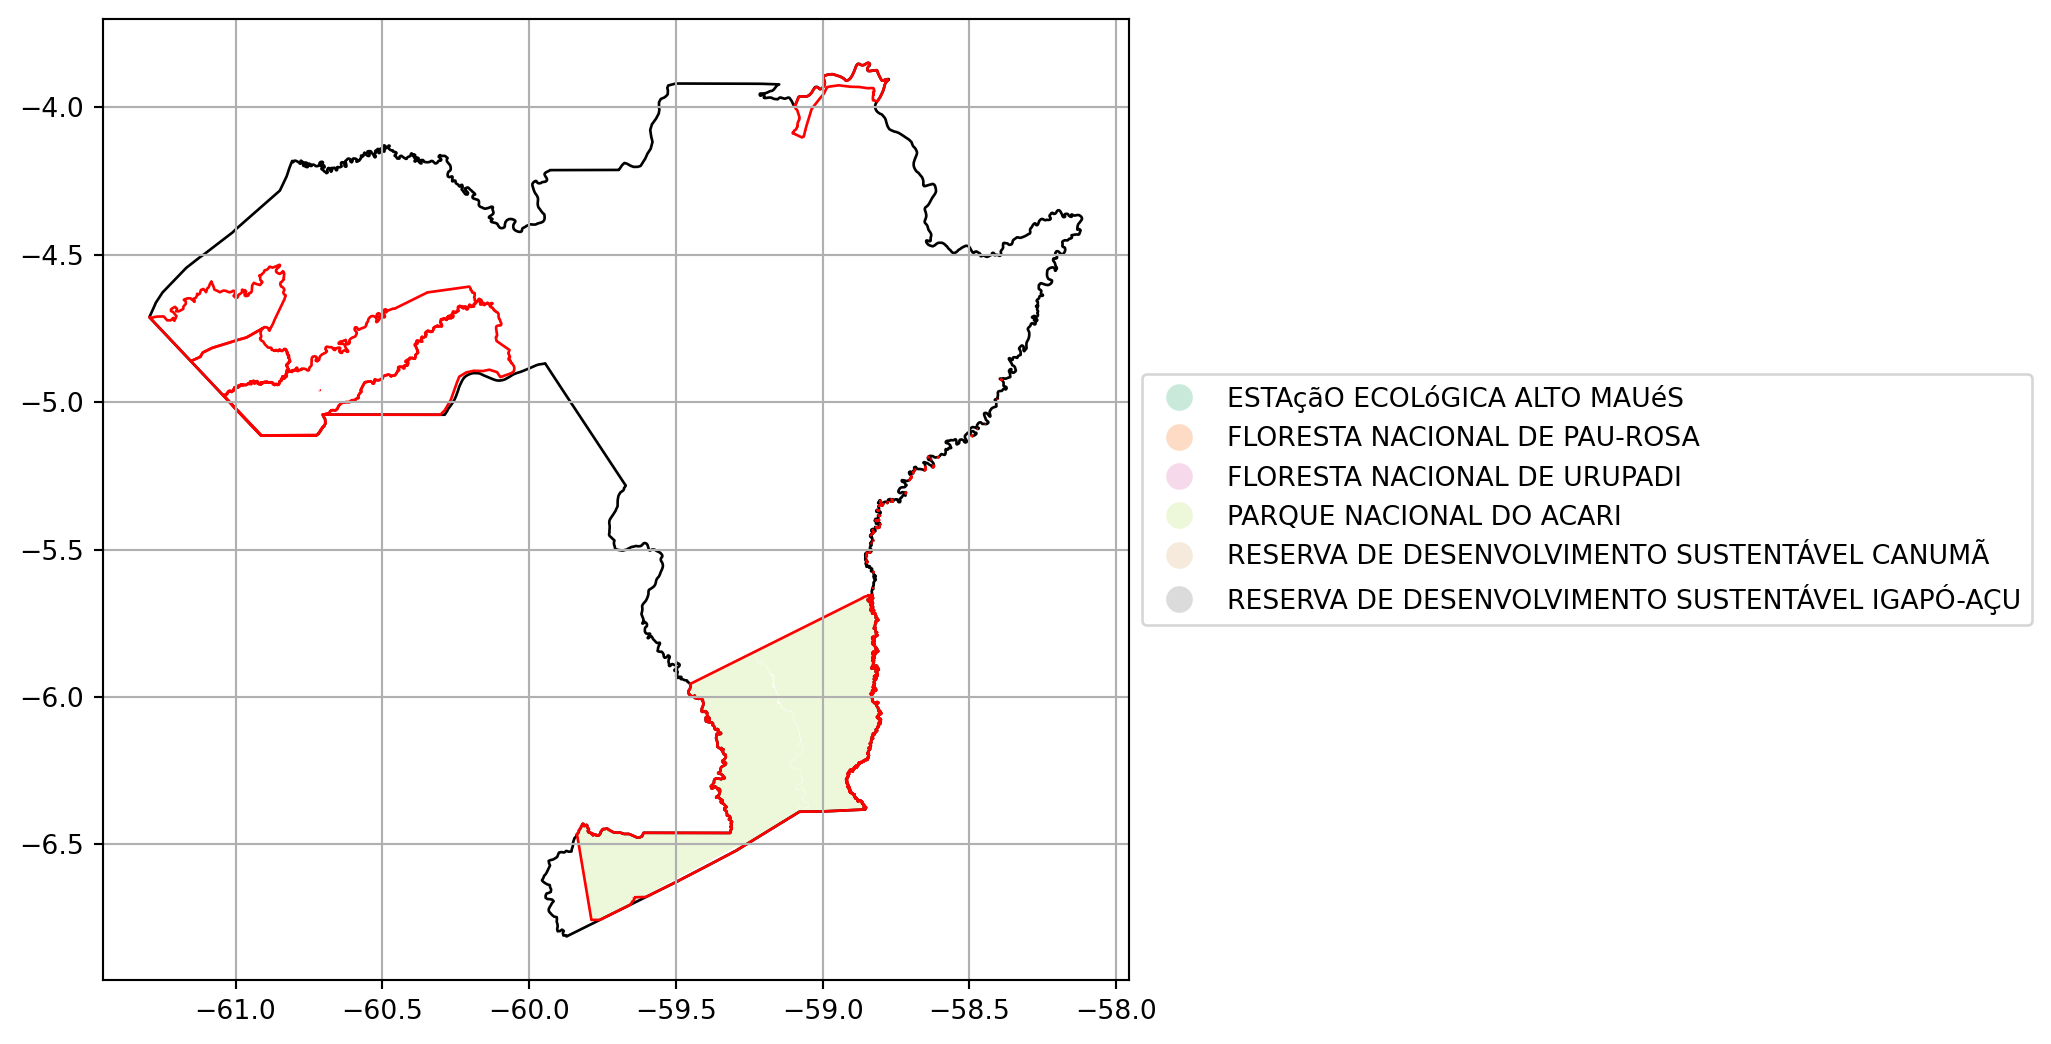 −4.0
−4.5
−5.0
−5.5
−6.0
−6.5
−61.0 −60.5 −60.0 −59.5 −59.0 −58.5 −58.0
ESTAçãO ECOLóGICA ALTO MAUéS
FLORESTA NACIONAL DE PAU-ROSA
FLORESTA NACIONAL DE URUPADI
PARQUE NACIONAL DO ACARI
RESERVA DE DESENVOLVIMENTO SUSTENTÁVEL CANUMÃ
RESERVA DE DESENVOLVIMENTO SUSTENTÁVEL IGAPÓ-AÇU